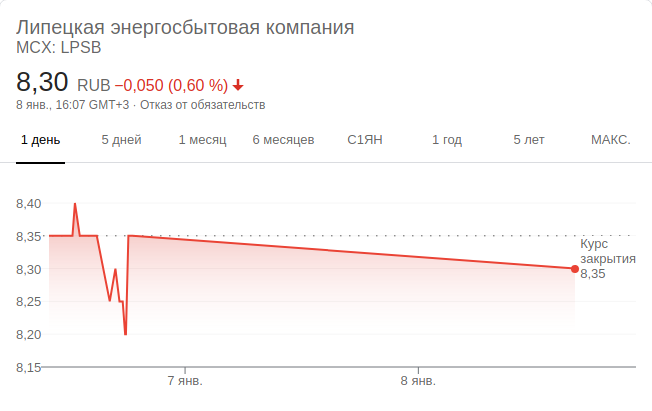 Липецкая энергосбытовая компания
MCX: LPSB
8,30 RUB −0,050 (0,60 %)
8 янв., 16:07 GMT+3 · Отказ от обязательств
1 день 5 дней 1 месяц 6 месяцев С1ЯН 1 год 5 лет МАКС.
8,40
8,35
8,30
8,25
8,20
8,15
Курс
закрытия
8,35
7 янв. 8 янв.